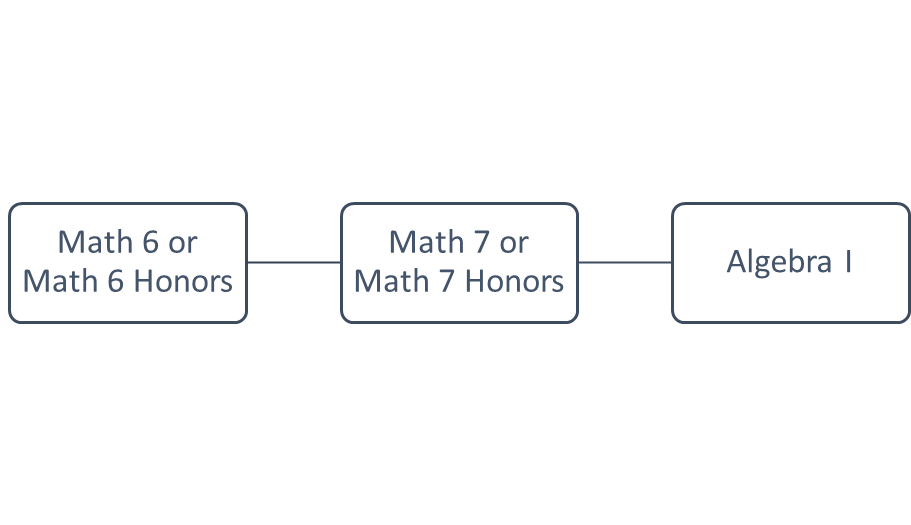 Math 6 or
Math 6 Honors
Math 7 or
Math 7 Honors
Algebra I